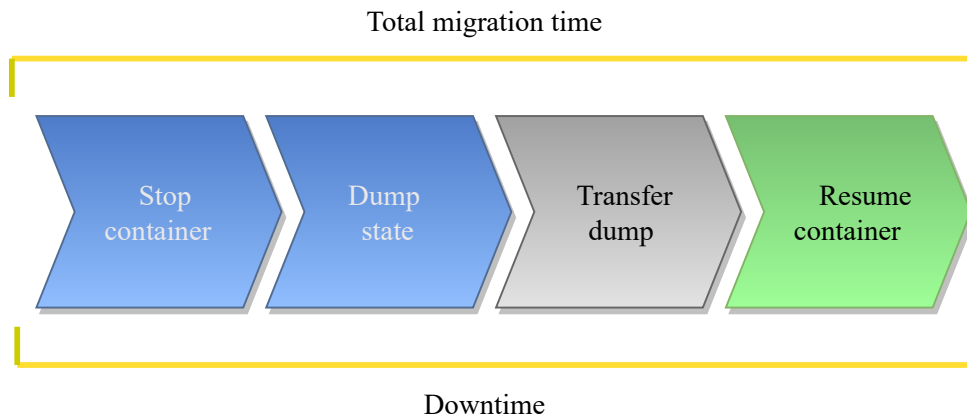 Total migration time
Stop
container
Dump
state
Transfer
dump
Resume
container
Downtime